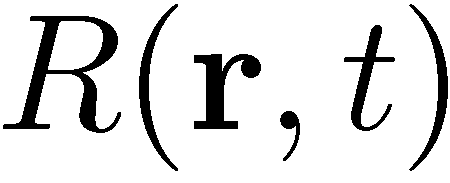 R(𝐫, t)